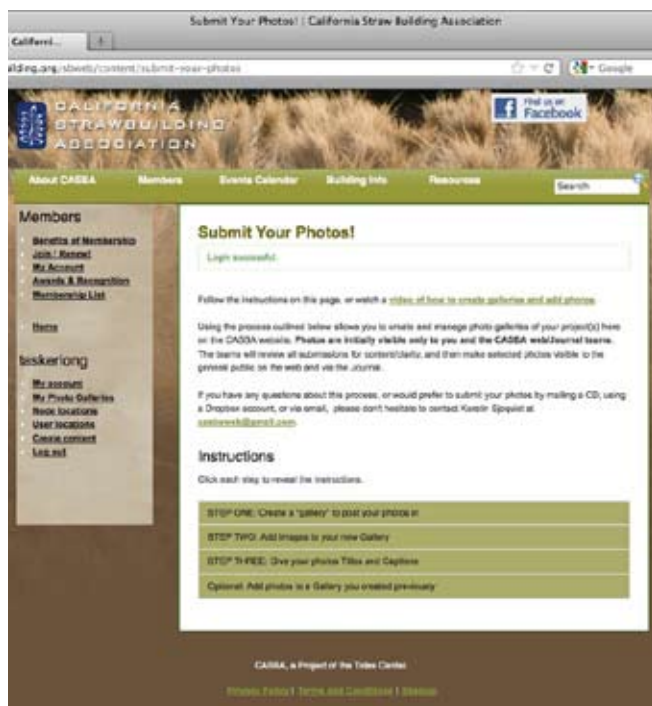 Submit Your Photos! | California Straw Building Association
Californi...
lding.org/sbweb/content/submit-your-photos
Google
CALIFORNIA
STRAWBUILDING
ASSOCIATION
Find us on
Facebook
About CASBA Members Events Calendar Building Info Resources
Search
Members
Benefits of Membership
Join / Renew!
My Account
Awards & Recognition
Membership List
Home
taskeriong
My account
My Photo Galleries
Node locations
User locations
Create content
Log out
Submit Your Photos!
Login successful.
Follow the instructions on this page, or watch a video of how to create galleries and add photos.
Using the process outlined below allows you to create and manage photo galleries of your project(s) here
on the CASBA website. Photos are initially visible only to you and the CASBA web/Journal teams.
The teams will review all submissions for content/clarity, and then make selected photos visible to the
general public on the web and via the Journal.
If you have any questions about this process, or would prefer to submit your photos by mailing a CD, using
a Dropbox account, or via email, please don't hesitate to contact Kerstin Sjoquist at
@gmail.com.
Instructions
Click each step to reveal the instructions.
STEP ONE: Create a "gallery" to post your photos in
STEP TWO: Add Images to your new Gallery
STEP THREE: Give your photos Titles and Captions
Optional: Add photos to a Gallery you created previously
CASBA, a Project of the Tides Center
Privacy Policy | Terms and Conditions | Sitemap